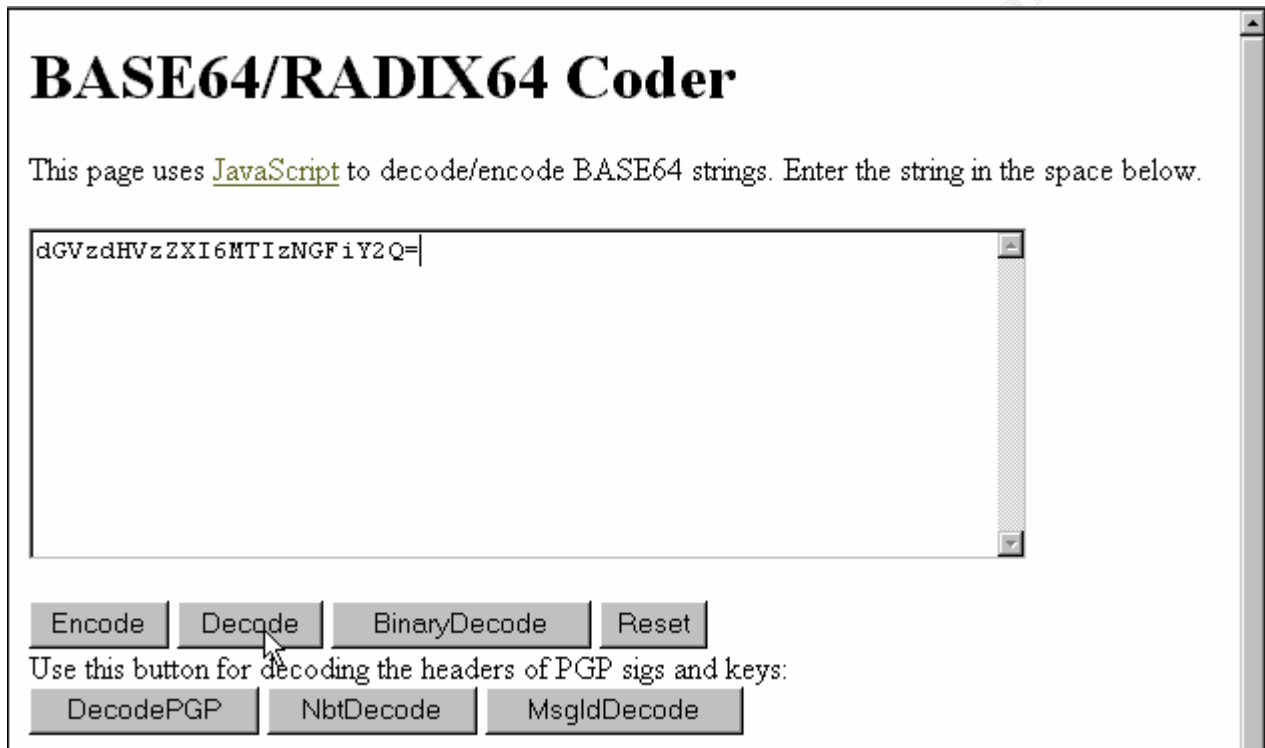 BASE64/RADIX64 Coder
This page uses JavaScript to decode/encode BASE64 strings. Enter the string in the space below.
dGVzdHVzZXI6MTIzNGFiY2Q=
Encode Decode BinaryDecode Reset
Use this button for decoding the headers of PGP sigs and keys:
DecodePGP NbtDecode MsgIdDecode